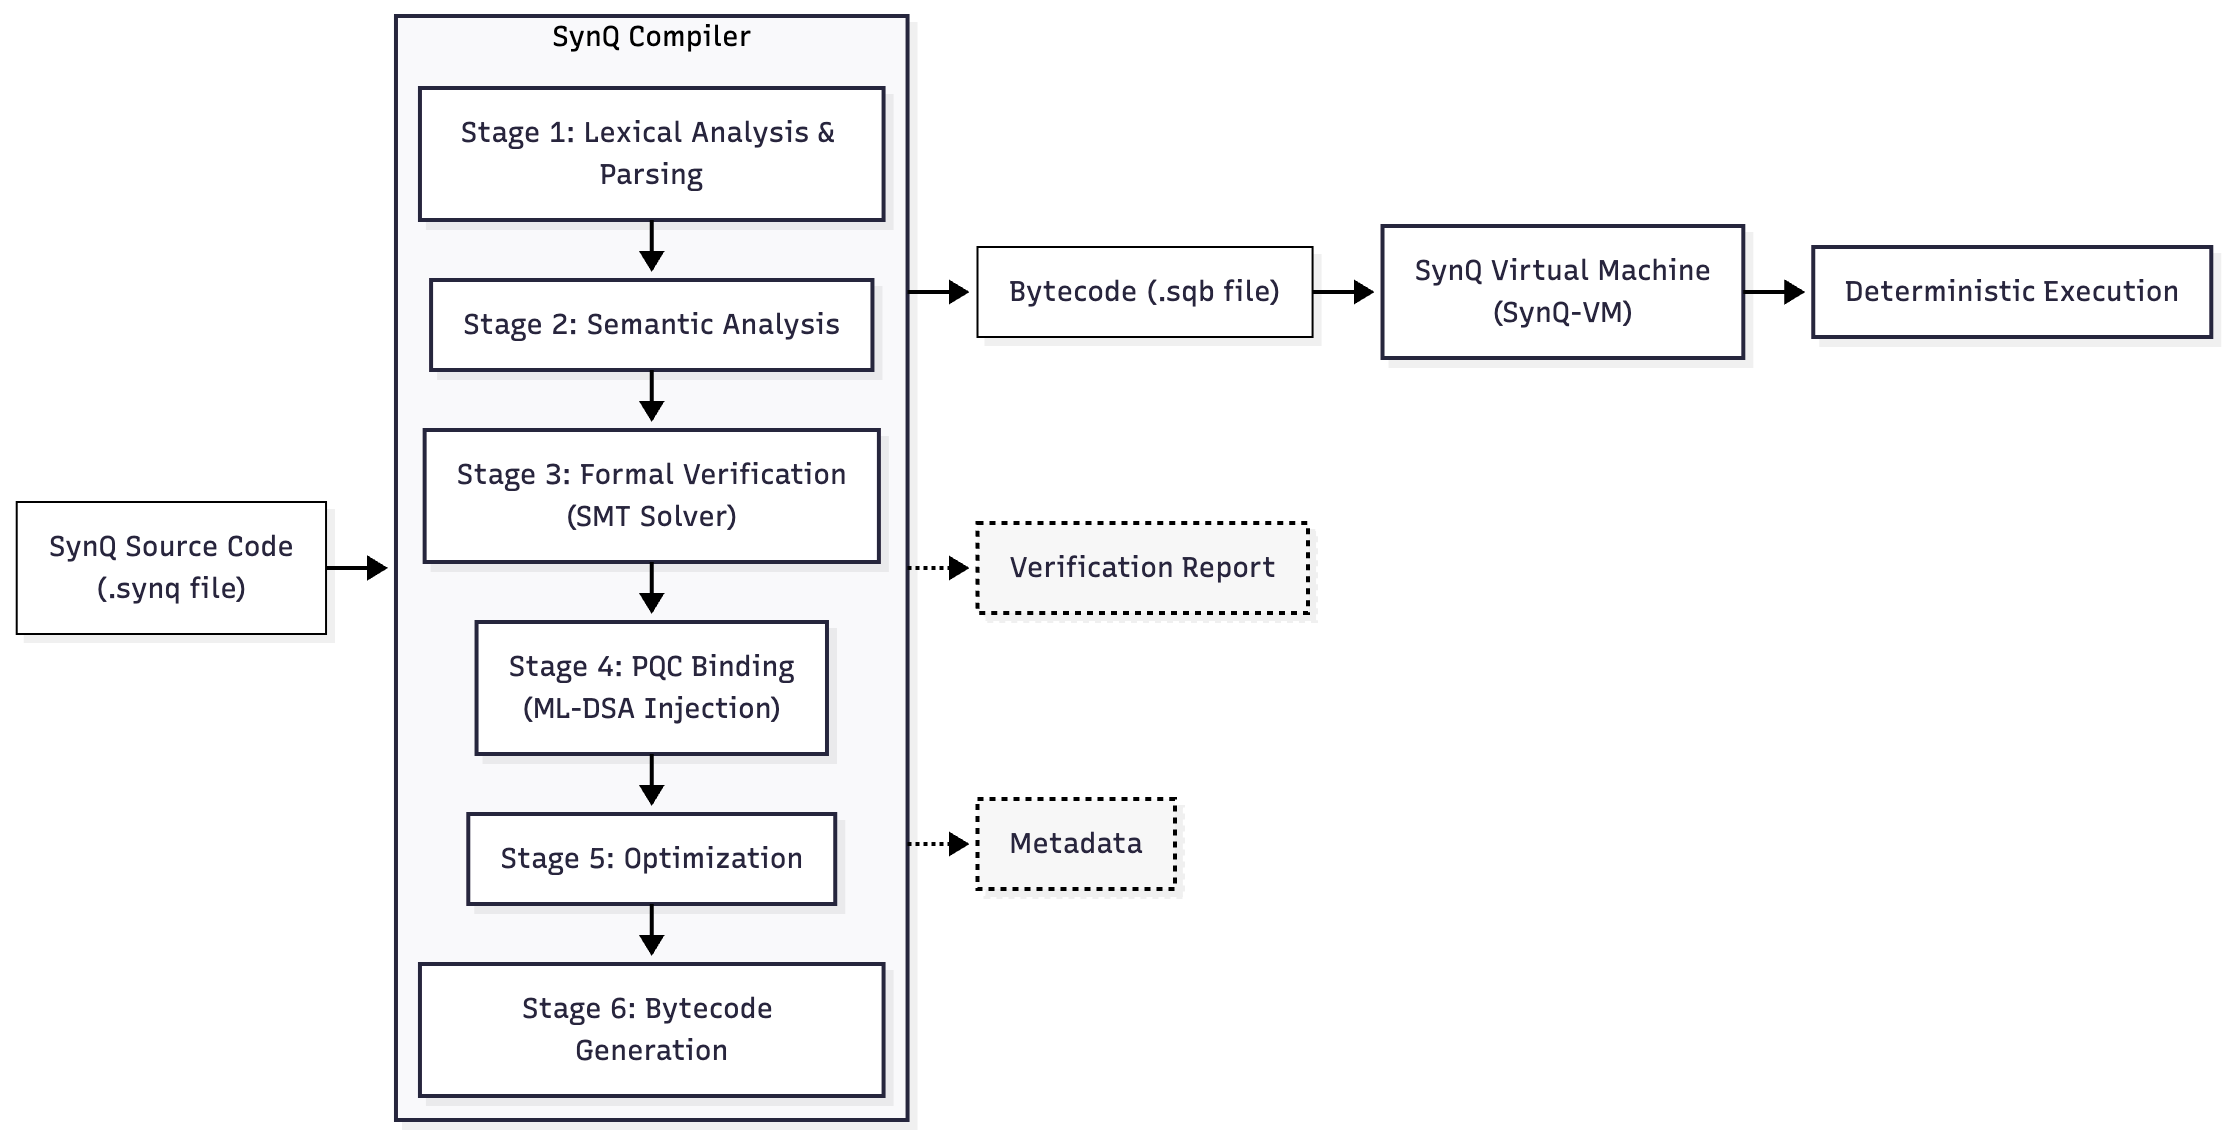 SynQ Compiler
Stage 1: Lexical Analysis &
Parsing
Stage 2: Semantic Analysis
Stage 3: Formal Verification
(SMT Solver)
Stage 4: PQC Binding
(ML-DSA Injection)
Stage 5: Optimization
Stage 6: Bytecode
Generation
SynQ Source Code
(.synq file)
Bytecode (.sqb file)
SynQ Virtual Machine
(SynQ-VM)
Deterministic Execution
Verification Report
Metadata